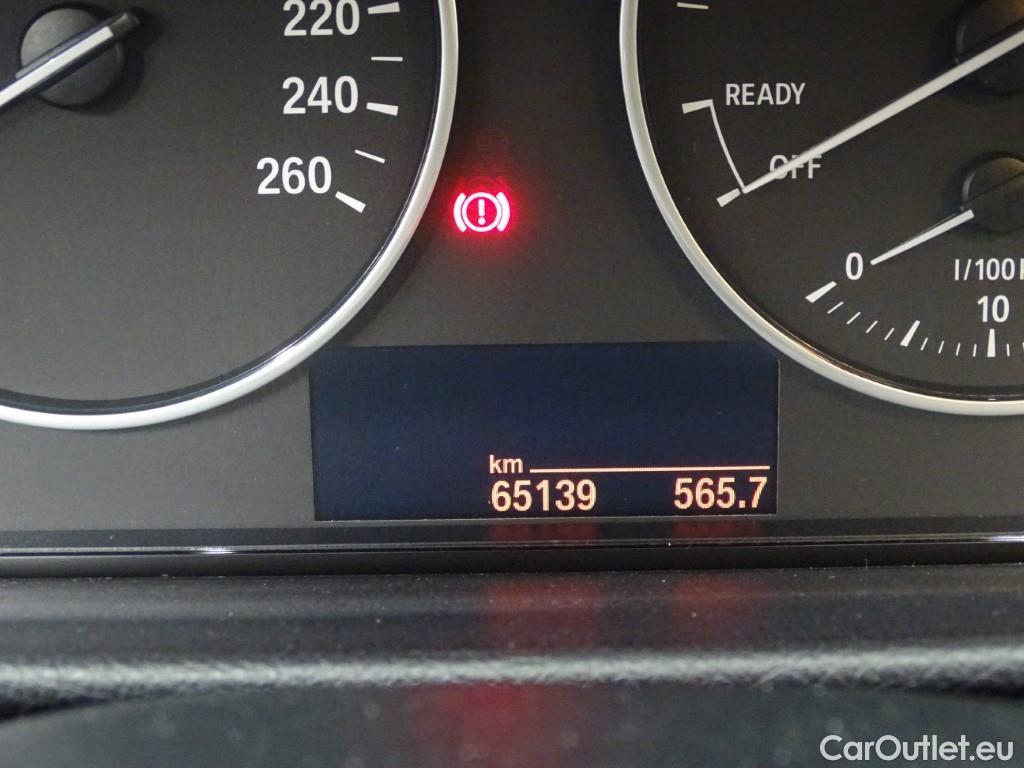 220
240
260
READY
OFF
0
l/100
10
km
65139 565.7
CarOutlet.eu